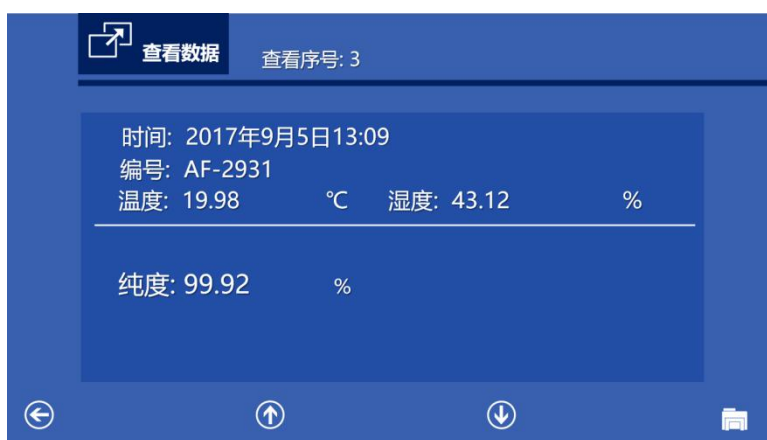 查看数据 查看序号: 3
时间: 2017年9月5日13:09
编号: AF-2931
温度: 19.98 ℃ 湿度: 43.12 %
纯度: 99.92 %